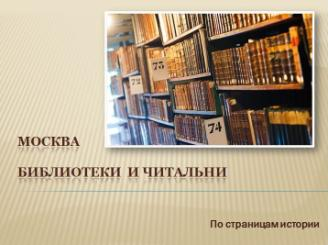 72
73
74
МОСКВА
БИБЛИОТЕКИ И ЧИТАЛЬНИ
По страницам истории